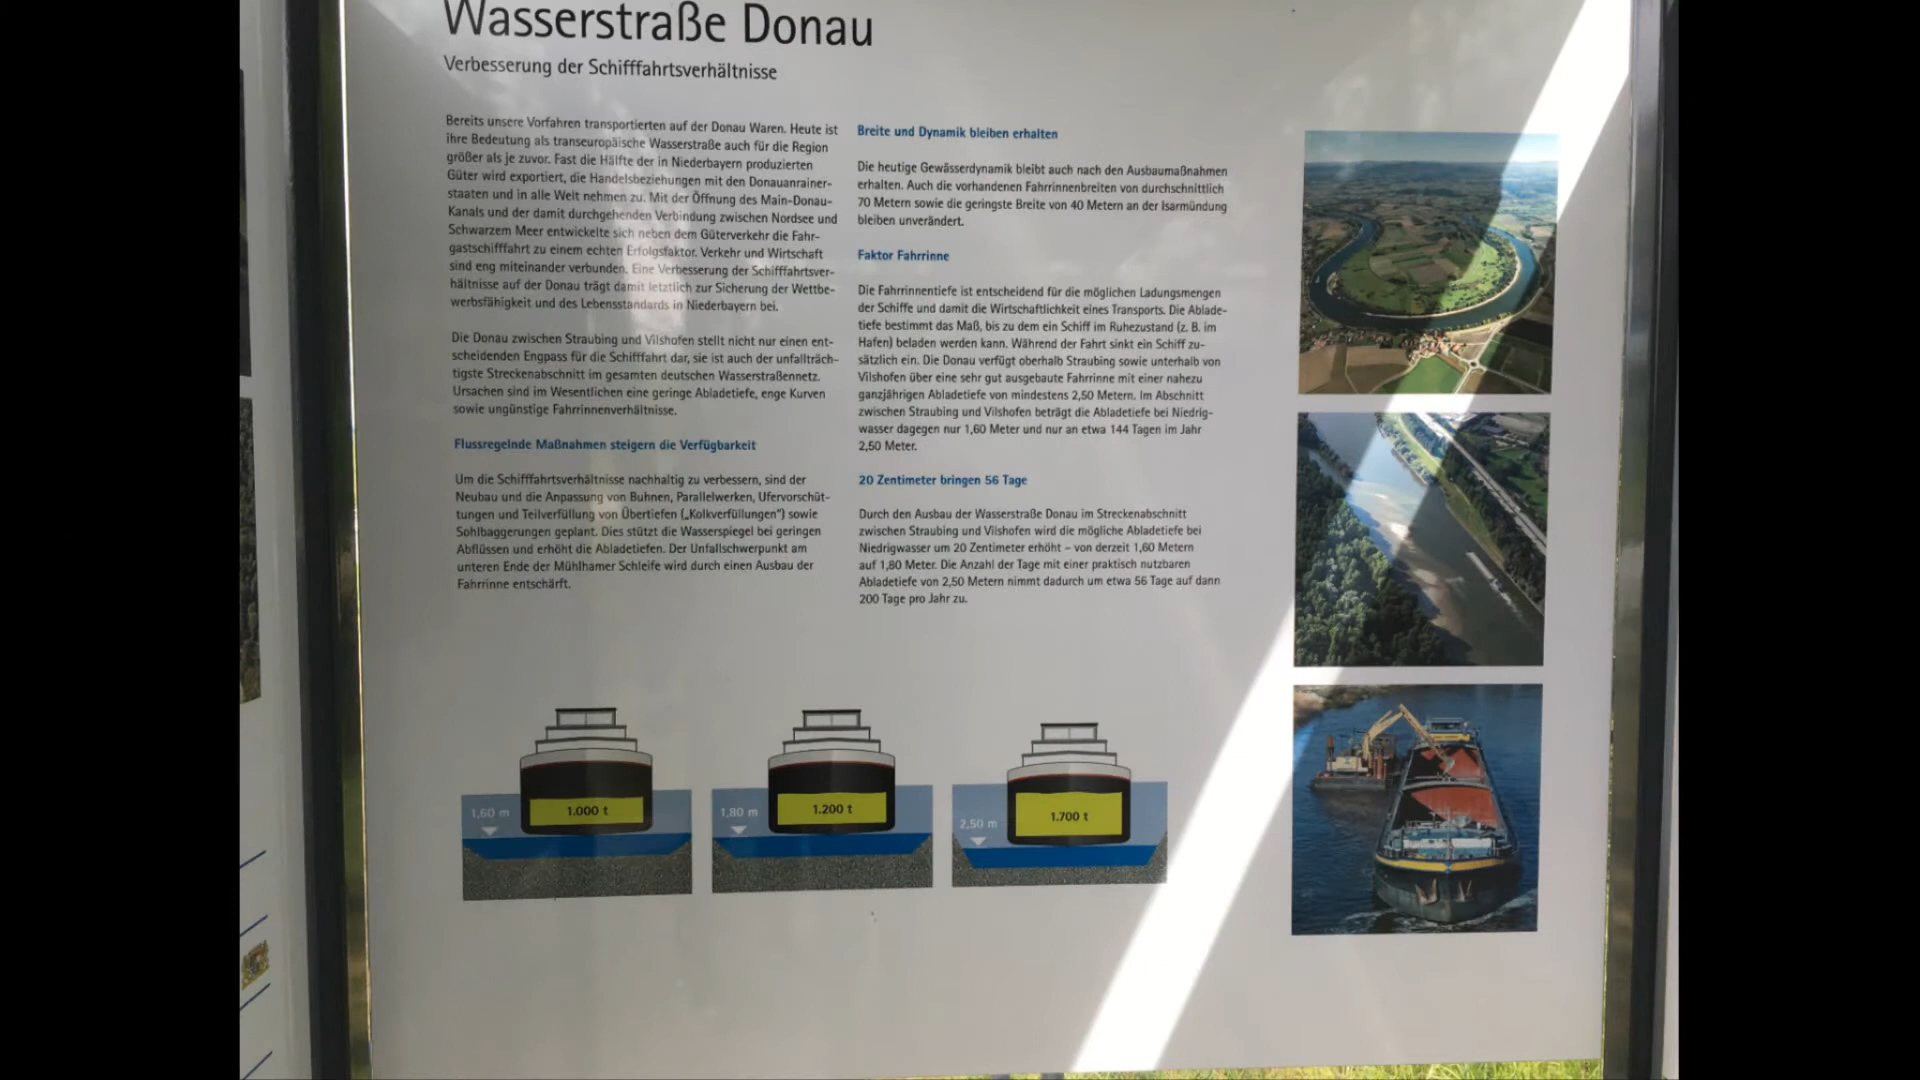 Wasserstraße Donau
Verbesserung der Schifffahrtsverhältnisse
Bereits unsere Vorfahren transportierten auf der Donau Waren. Heute ist
ihre Bedeutung als transeuropäische Wasserstraße auch für die Region
größer als je zuvor. Fast die Hälfte der in Niederbayern produzierten
Güter wird exportiert, die Handelsbeziehungen mit den Donauanrainer-
staaten und in alle Welt nehmen zu. Mit der Öffnung des Main-Donau-
Kanals und der damit durchgehenden Verbindung zwischen Nordsee und
Schwarzem Meer entwickelte sich neben dem Güterverkehr die Fahr-
gastschifffahrt zu einem echten Erfolgsfaktor. Verkehr und Wirtschaft
sind eng miteinander verbunden. Eine Verbesserung der Schifffahrtsver-
hältnisse auf der Donau trägt damit letztlich zur Sicherung der Wettbe-
werbsfähigkeit und des Lebensstandards in Niederbayern bei.
Die Donau zwischen Straubing und Vilshofen stellt nicht nur einen ent-
scheidenden Engpass für die Schifffahrt dar, sie ist auch der unfallträch-
tigste Streckenabschnitt im gesamten deutschen Wasserstraßennetz.
Ursachen sind im Wesentlichen eine geringe Abladetiefe, enge Kurven
sowie ungünstige Fahrrinnenverhältnisse.
Flussregelnde Maßnahmen steigern die Verfügbarkeit
Um die Schifffahrtsverhältnisse nachhaltig zu verbessern, sind der
Neubau und die Anpassung von Buhnen, Parallelwerken, Ufervorschüt-
tungen und Teilverfüllung von Übertiefen („Kolkverfüllungen“) sowie
Sohlbaggerungen geplant. Dies stützt die Wasserspiegel bei geringen
Abflüssen und erhöht die Abladetiefen. Der Unfallschwerpunkt am
unteren Ende der Mühlhamer Schleife wird durch einen Ausbau der
Fahrrinne entschärft.
Breite und Dynamik bleiben erhalten
Die heutige Gewässerdynamik bleibt auch nach den Ausbaumaßnahmen
erhalten. Auch die vorhandenen Fahrrinnenbreiten von durchschnittlich
70 Metern sowie die geringste Breite von 40 Metern an der Isarmündung
bleiben unverändert.
Faktor Fahrrinne
Die Fahrrinnentiefe ist entscheidend für die möglichen Ladungsmengen
der Schiffe und damit die Wirtschaftlichkeit eines Transports. Die Ablade-
tiefe bestimmt das Maß, bis zu dem ein Schiff im Ruhezustand (z. B. im
Hafen) beladen werden kann. Während der Fahrt sinkt ein Schiff zu-
sätzlich ein. Die Donau verfügt oberhalb Straubing sowie unterhalb von
Vilshofen über eine sehr gut ausgebaute Fahrrinne mit einer nahezu
ganzjährigen Abladetiefe von mindestens 2,50 Metern. Im Abschnitt
zwischen Straubing und Vilshofen beträgt die Abladetiefe bei Niedrig-
wasser dagegen nur 1,60 Meter und nur an etwa 144 Tagen im Jahr
2,50 Meter.
20 Zentimeter bringen 56 Tage
Durch den Ausbau der Wasserstraße Donau im Streckenabschnitt
zwischen Straubing und Vilshofen wird die mögliche Abladetiefe bei
Niedrigwasser um 20 Zentimeter erhöht – von derzeit 1,60 Metern
auf 1,80 Meter. Die Anzahl der Tage mit einer praktisch nutzbaren
Abladetiefe von 2,50 Metern nimmt dadurch um etwa 56 Tage auf dann
200 Tage pro Jahr zu.
1,60 m
1.000 t
1,80 m
1.200 t
2,50 m
1.700 t